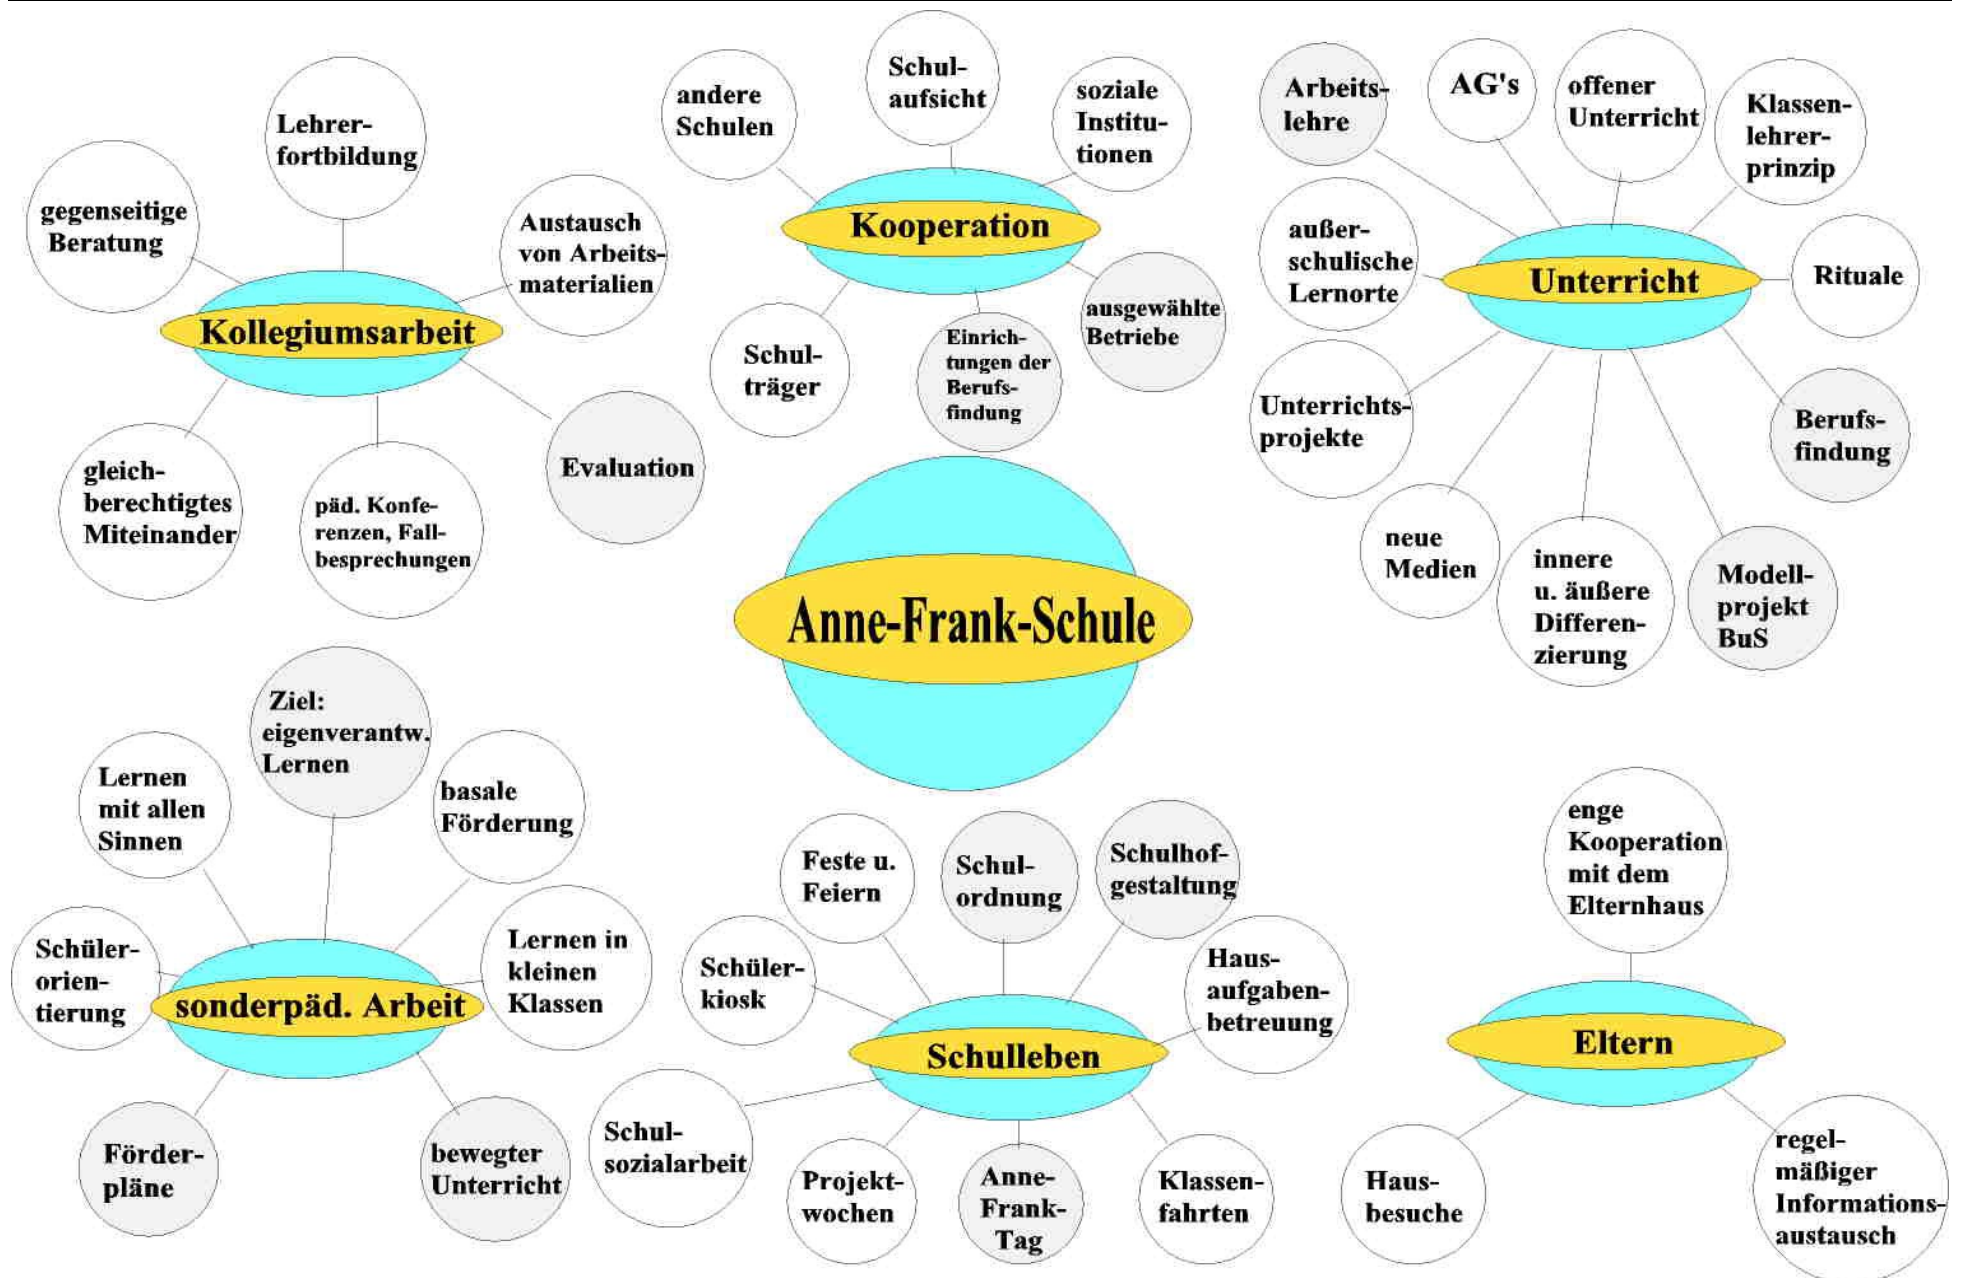 Lehrer-
fortbildung
gegenseitige
Beratung
Austausch
von Arbeits-
materialien
Kollegiumsarbeit
gleich-
berechtigtes
Miteinander
päd. Konfe-
renzen, Fall-
besprechungen
Evaluation
andere
Schulen
Schul-
aufsicht
soziale
Institu-
tionen
Kooperation
Schul-
träger
Einrich-
tungen der
Berufs-
findung
ausgewählte
Betriebe
Arbeits-
lehre
AG's
offener
Unterricht
Klassen-
lehrer-
prinzip
außer-
schulische
Lernorte
Unterricht
Rituale
Unterrichts-
projekte
neue
Medien
innere
u. äußere
Differen-
zierung
Modell-
projekt
BuS
Berufs-
findung
Anne-Frank-Schule
Ziel:
eigenverantw.
Lernen
Lernen
mit allen
Sinnen
basale
Förderung
Schüler-
orien-
tierung
sonderpäd. Arbeit
Lernen in
kleinen
Klassen
Förder-
pläne
bewegter
Unterricht
Feste u.
Feiern
Schul-
ordnung
Schulhof-
gestaltung
Schüler-
kiosk
Haus-
aufgaben-
betreuung
Schulleben
Schul-
sozialarbeit
Projekt-
wochen
Anne-
Frank-
Tag
Klassen-
fahrten
enge
Kooperation
mit dem
Elternhaus
Eltern
Haus-
besuche
regel-
mäßiger
Informations-
austausch